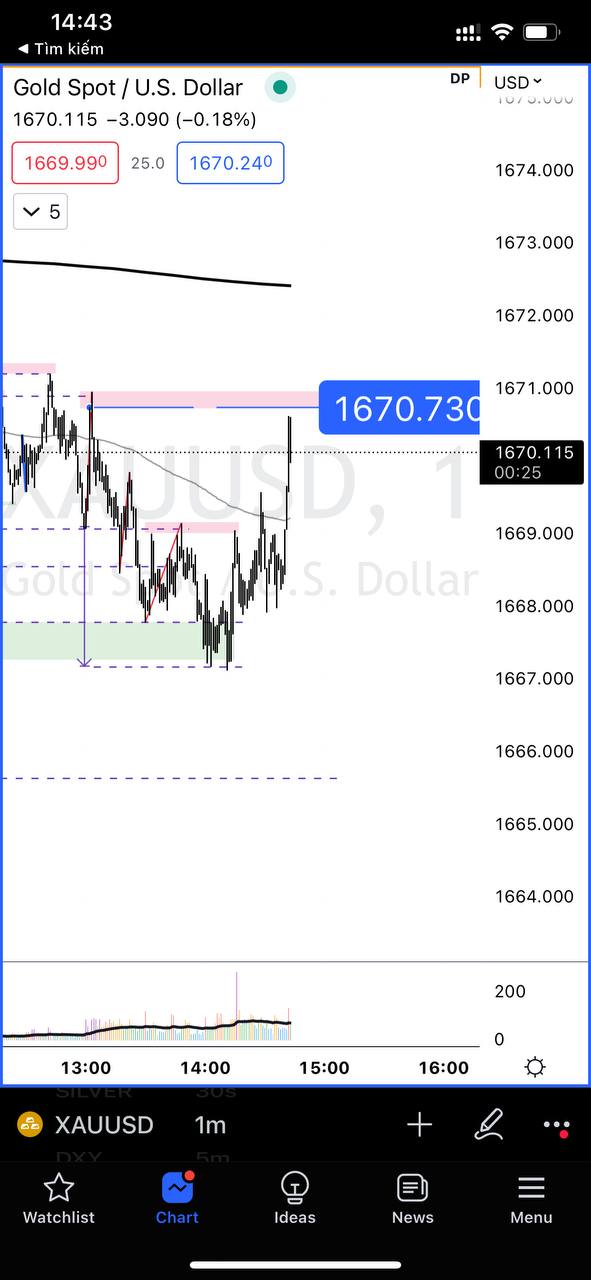 14:43
◀ Tìm kiếm
Gold Spot / U.S. Dollar
DP
USD
1670.115 −3.090 (−0.18%)
1669.990
25.0
1670.240
5
1674.000
1673.000
1672.000
1671.000
1670.730
1670.115
00:25
XAUUSD, 1
1669.000
Gold Spot / U.S. Dollar
1668.000
1667.000
1666.000
1665.000
1664.000
200
0
13:00 14:00 15:00 16:00
SILVER 30s
XAUUSD 1m
DXY 5m
Watchlist Chart Ideas News Menu